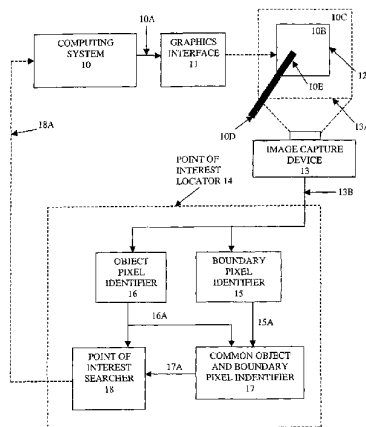 10A
10C
COMPUTING
SYSTEM
10
GRAPHICS
INTERFACE
11
10B
10E
12
13A
18A
10D
IMAGE CAPTURE
DEVICE
13
POINT OF
INTEREST
LOCATOR 14
13B
OBJECT
PIXEL
IDENTIFIER
16
BOUNDARY
PIXEL
IDENTIFIER
15
16A
15A
POINT OF
INTEREST
SEARCHER
18
17A
COMMON OBJECT
AND BOUNDARY
PIXEL INDENTIFIER
17